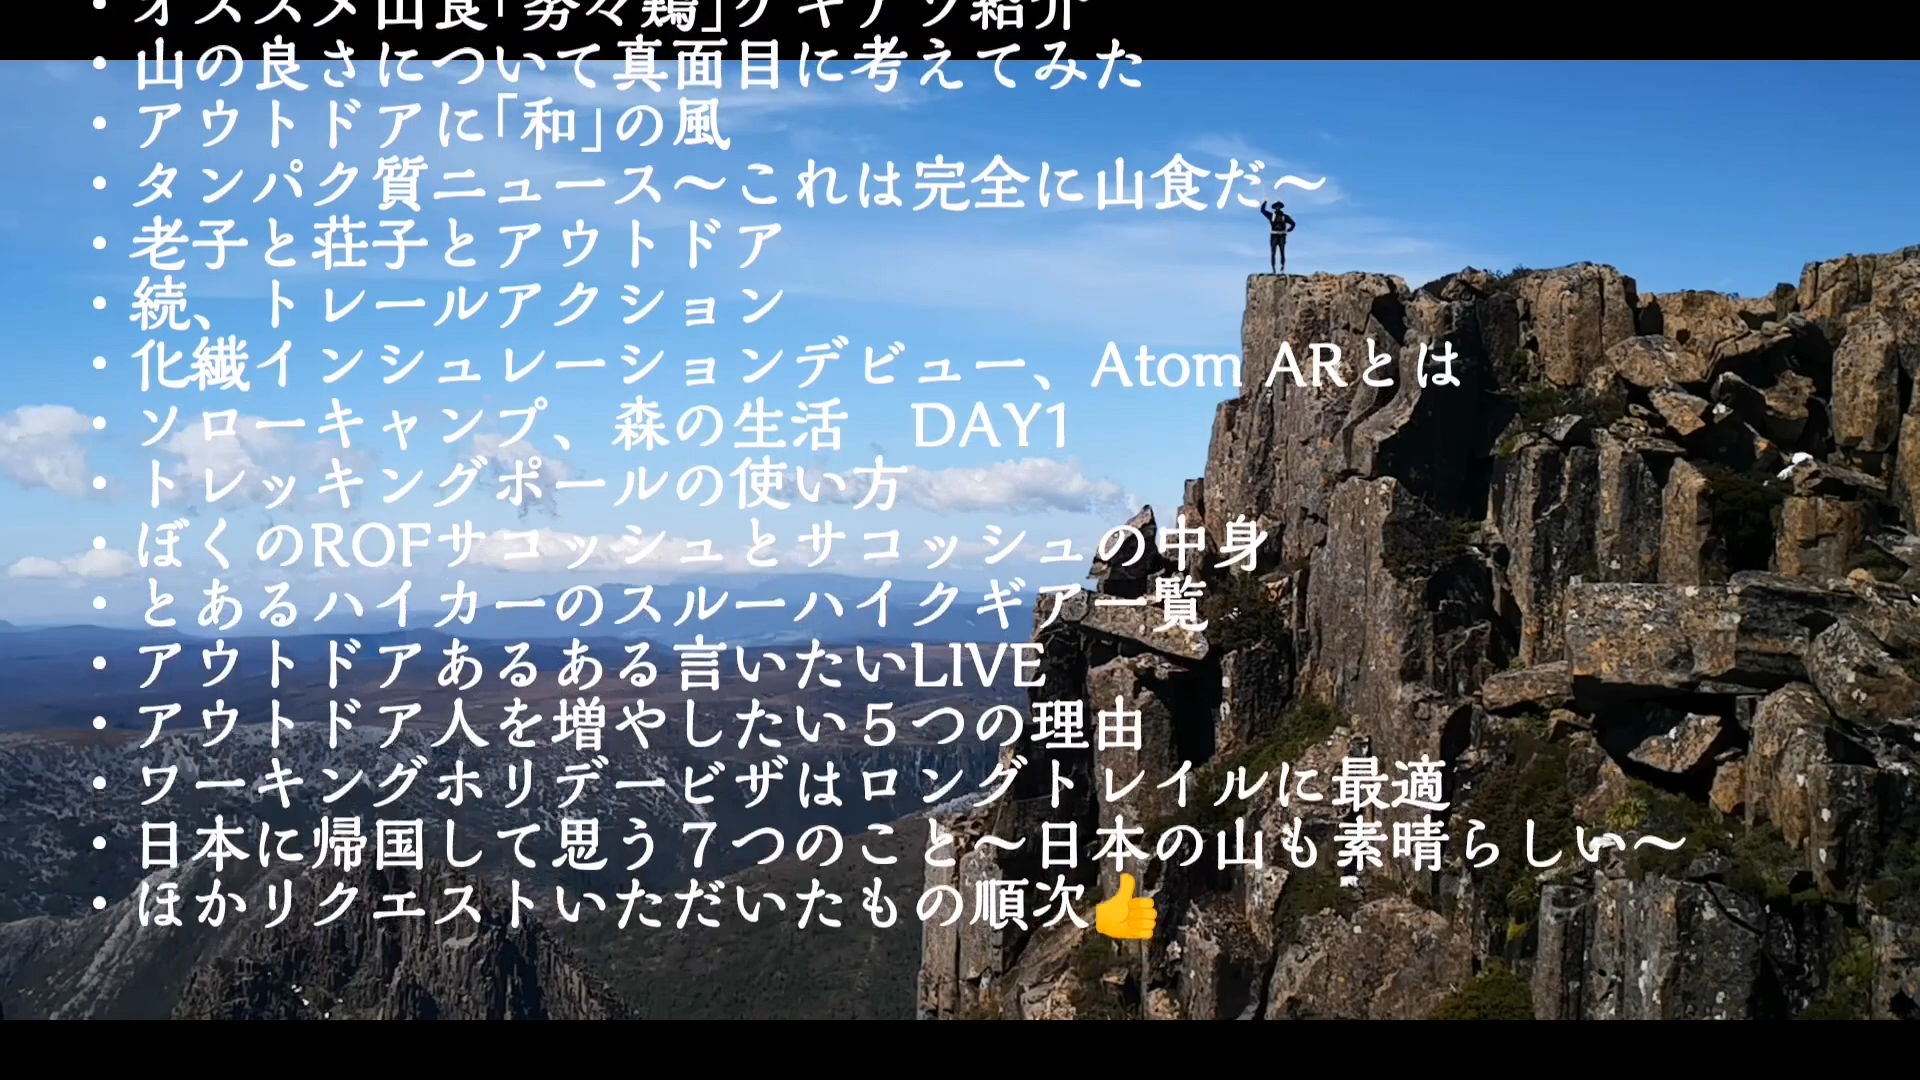 ・山の良さについて真面目に考えてみた
・アウトドアに「和」の風
・タンパク質ニュース～これは完全に山食だ～
・老子と荘子とアウトドア
・続、トレールアクション
・化繊インシュレーションデビュー、Atom ARとは
・ソローキャンプ、森の生活　DAY1
・トレッキングポールの使い方
・ぼくのROFサコッシュとサコッシュの中身
・とあるハイカーのスルーハイクギア一覧
・アウトドアあるある言いたいLIVE
・アウトドア人を増やしたい５つの理由
・ワーキングホリデービザはロングトレイルに最適
・日本に帰国して思う７つのこと～日本の山も素晴らしい～
・ほかリクエストいただいたもの順次👍